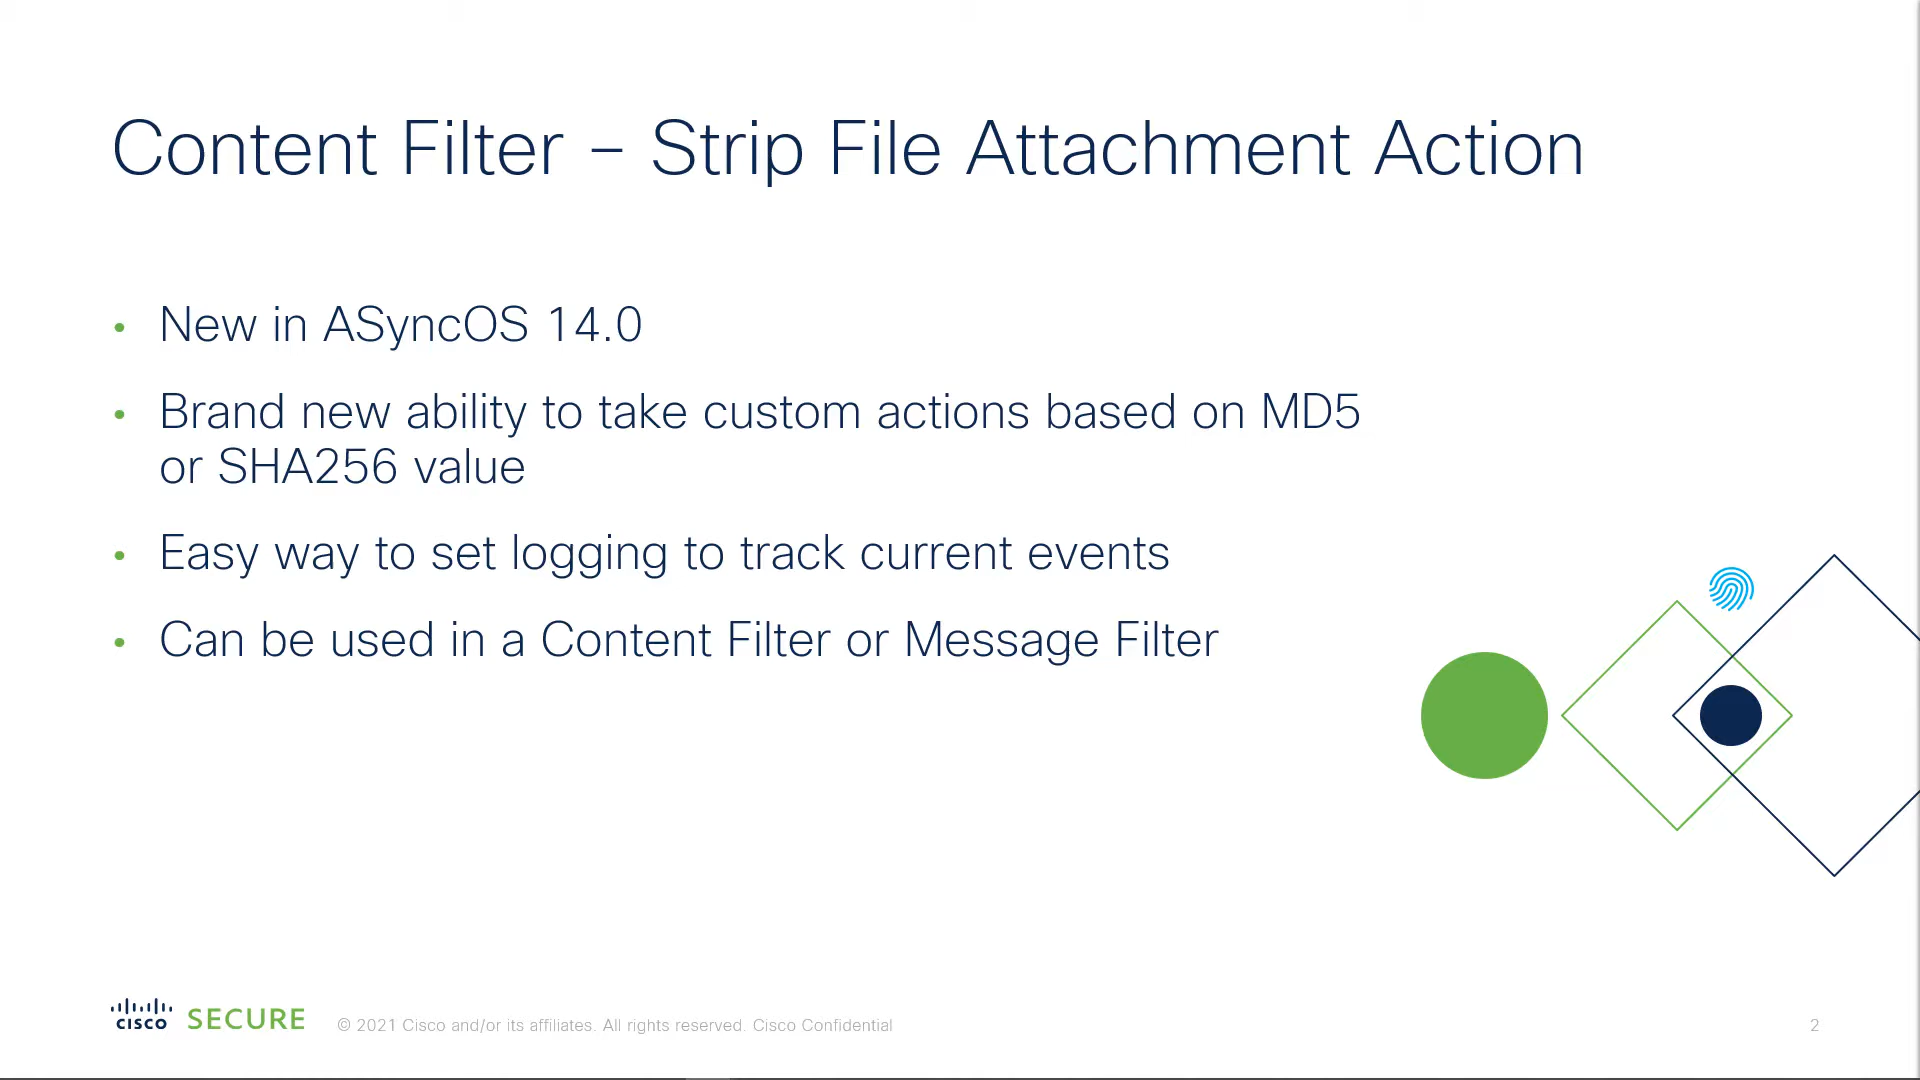 Content Filter – Strip File Attachment Action
• New in ASyncOS 14.0
• Brand new ability to take custom actions based on MD5
or SHA256 value
• Easy way to set logging to track current events
• Can be used in a Content Filter or Message Filter
CISCO SECURE © 2021 Cisco and/or its affiliates. All rights reserved. Cisco Confidential 2